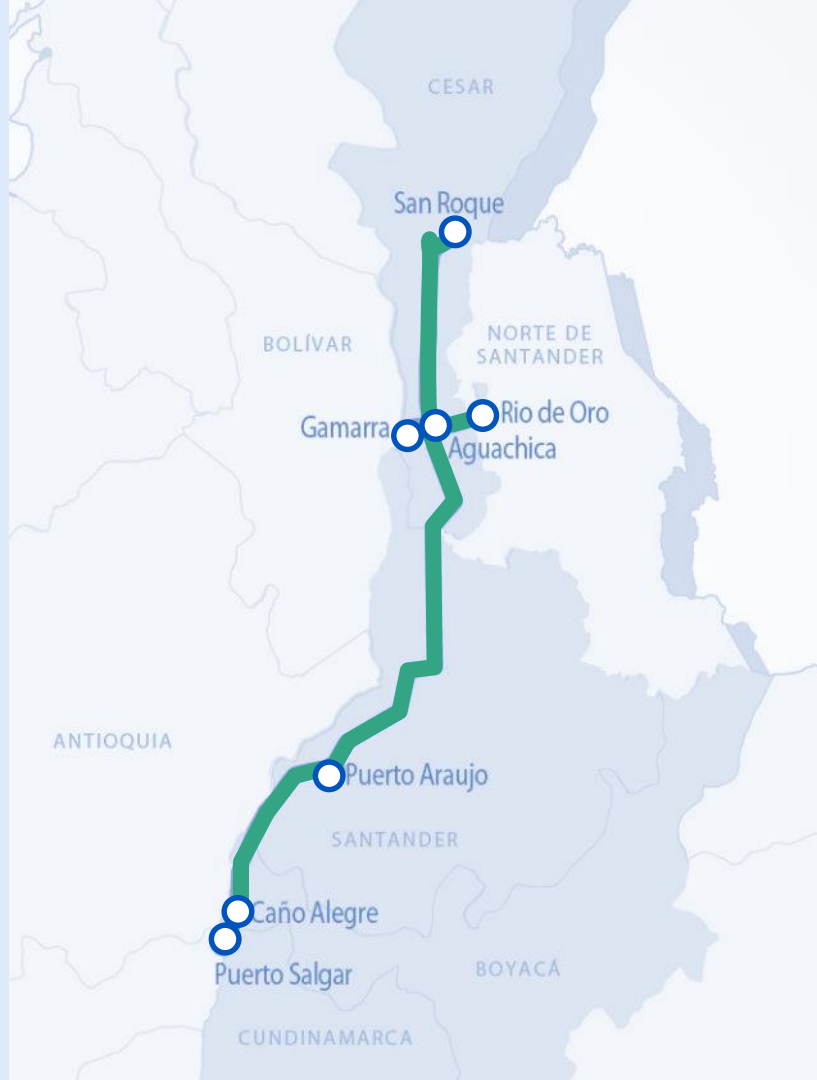 CESAR
San Roque
NORTE DE
SANTANDER
BOLÍVAR
Rio de Oro
Gamarra
Aguachica
ANTIOQUIA
Puerto Araujo
SANTANDER
Caño Alegre
Puerto Salgar
BOYACÁ
CUNDINAMARCA